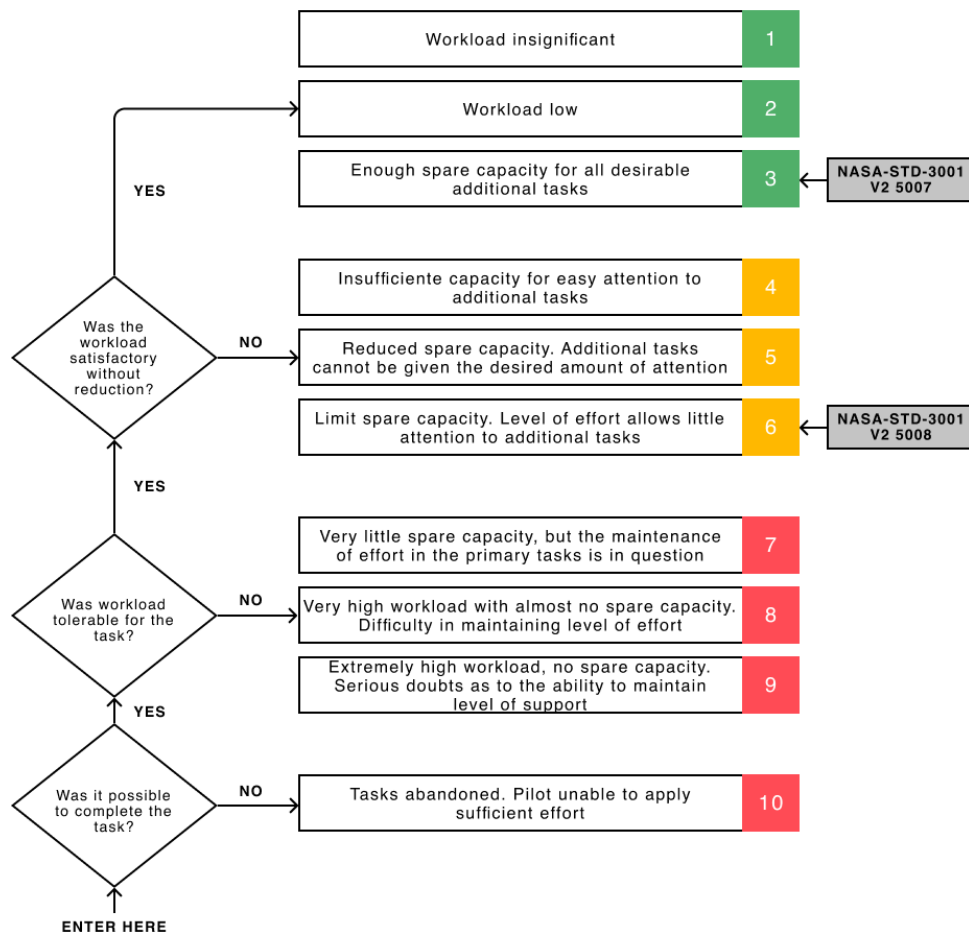 Workload insignificant
1
Workload low
2
YES
Enough spare capacity for all desirable
additional tasks
3
NASA-STD-3001
V2 5007
Insufficiente capacity for easy attention to
additional tasks
4
Was the
workload
satisfactory
without
reduction?
NO
Reduced spare capacity. Additional tasks
cannot be given the desired amount of attention
5
Limit spare capacity. Level of effort allows little
attention to additional tasks
6
NASA-STD-3001
V2 5008
YES
Very little spare capacity, but the maintenance
of effort in the primary tasks is in question
7
Was workload
tolerable for the
task?
NO
Very high workload with almost no spare capacity.
Difficulty in maintaining level of effort
8
Extremely high workload, no spare capacity.
Serious doubts as to the ability to maintain
level of support
9
YES
Was it possible
to complete the
task?
NO
Tasks abandoned. Pilot unable to apply
sufficient effort
10
ENTER HERE